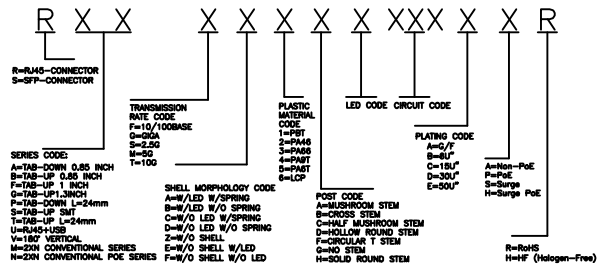 R X X X X X X X XXX X X R
R=RJ45-CONNECTOR
S=SFP-CONNECTOR
SERIES CODE:
A=TAB-DOWN 0.85 INCH
B=TAB-UP 0.85 INCH
F=TAB-UP 1 INCH
G=TAB-UP1.3INCH
P=TAB-DOWN L=24mm
S=TAB-UP SMT
T=TAB-UP L=24mm
U=RJ45+USB
V=180° VERTICAL
M=2XN CONVENTIONAL SERIES
N=2XN CONVENTIONAL POE SERIES
TRANSMISSION
RATE CODE
F=10/100BASE
G=GIGA
S=2.5G
M=5G
T=10G
SHELL MORPHOLOGY CODE
A=W/LED W/SPRING
B=W/LED W/O SPRING
C=W/O LED W/SPRING
D=W/O LED W/O SPRING
Z=W/O SHELL
E=W/O SHELL W/LED
F=W/O SHELL W/O LED
PLASTIC
MATERIAL
CODE
1=PBT
2=PA46
3=PA66
4=PA9T
5=PA6T
6=LCP
POST CODE
A=MUSHROOM STEM
B=CROSS STEM
C=HALF MUSHROOM STEM
D=HOLLOW ROUND STEM
F=CIRCULAR T STEM
G=NO STEM
H=SOLID ROUND STEM
LED CODE
CIRCUIT CODE
PLATING CODE
A=G/F
B=6U"
C=15U"
D=30U"
E=50U"
A=Non-PoE
P=PoE
S=Surge
H=Surge PoE
R=RoHS
H=HF (Halogen-Free)